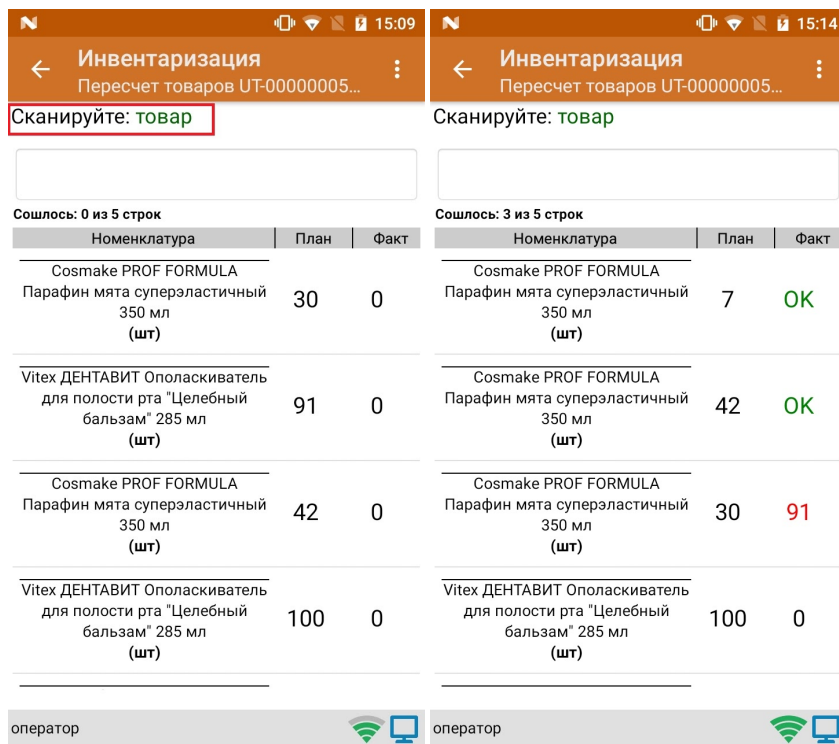 15:09
Инвентаризация
Пересчет товаров UT-00000005...
Сканируйте: товар
Сошлось: 0 из 5 строк
Номенклатура План Факт
Cosmake PROF FORMULA
Парафин мята суперэластичный
350 мл
(шт)
30 0
Vitex ДЕНТАВИТ Ополаскиватель
для полости рта "Целебный
бальзам" 285 мл
(шт)
91 0
Cosmake PROF FORMULA
Парафин мята суперэластичный
350 мл
(шт)
42 0
Vitex ДЕНТАВИТ Ополаскиватель
для полости рта "Целебный
бальзам" 285 мл
(шт)
100 0
оператор
15:14
Инвентаризация
Пересчет товаров UT-00000005...
Сканируйте: товар
Сошлось: 3 из 5 строк
Номенклатура План Факт
Cosmake PROF FORMULA
Парафин мята суперэластичный
350 мл
(шт)
7 OK
Cosmake PROF FORMULA
Парафин мята суперэластичный
350 мл
(шт)
42 OK
Cosmake PROF FORMULA
Парафин мята суперэластичный
350 мл
(шт)
30 91
Vitex ДЕНТАВИТ Ополаскиватель
для полости рта "Целебный
бальзам" 285 мл
(шт)
100 0
оператор